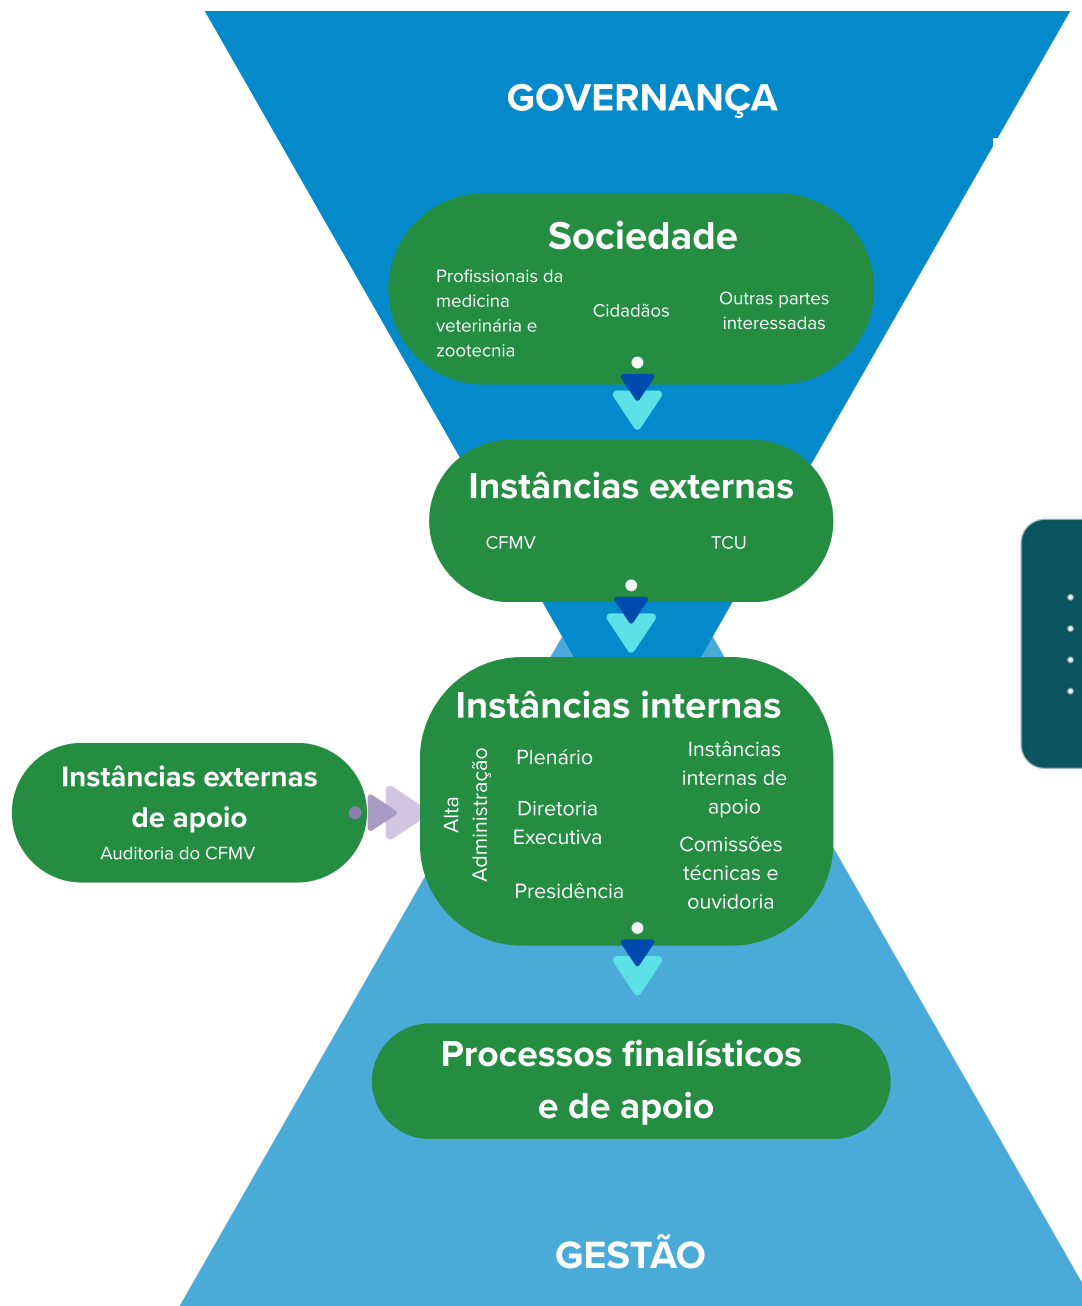 GOVERNANÇA
Sociedade
Profissionais da
medicina
veterinária e
zootecnia
Cidadãos
Outras partes
interessadas
Instâncias externas
CFMV
TCU
Instâncias internas
Alta
Administração
Plenário
Diretoria
Executiva
Presidência
Instâncias
internas de
apoio
Comissões
técnicas e
ouvidoria
Instâncias externas
de apoio
Auditoria do CFMV
Processos finalísticos
e de apoio
GESTÃO